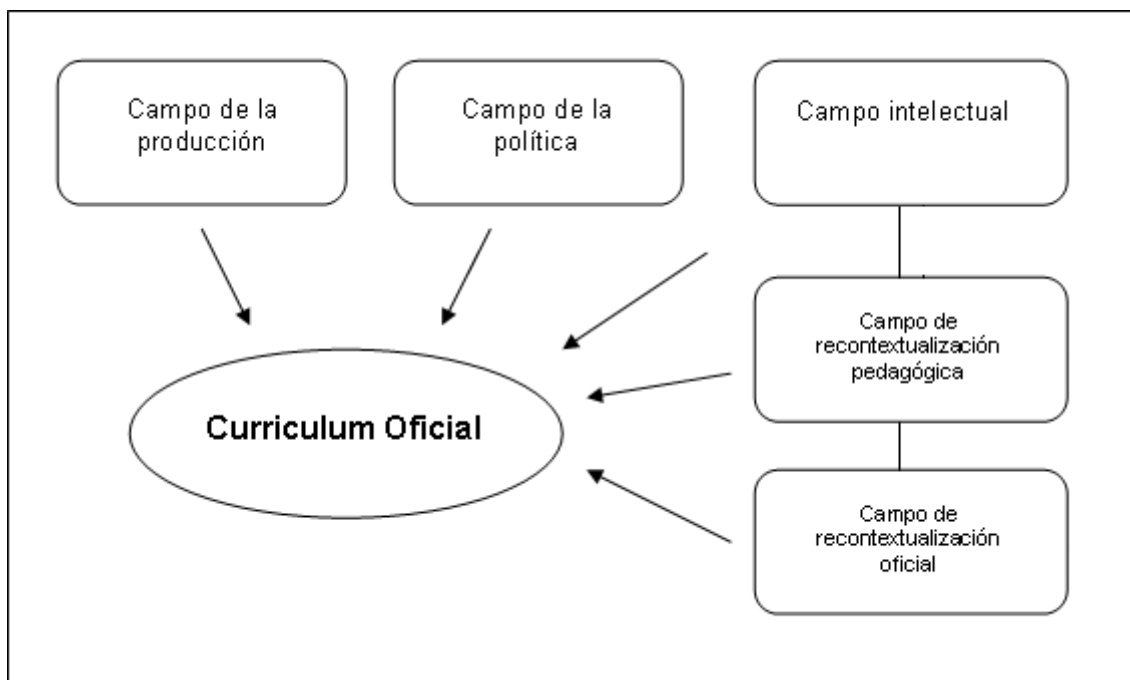 Campo de la
producción
Campo de la
política
Campo intelectual
Campo de
recontextualización
pedagógica
Curriculum Oficial
Campo de
recontextualización
oficial